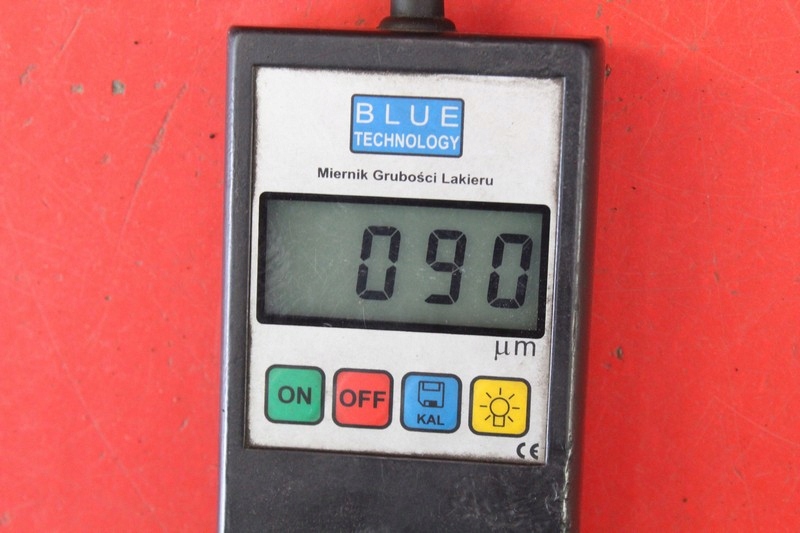 BLUE
TECHNOLOGY
Miernik Grubości Lakieru
090
μm
ON OFF KAL
CE